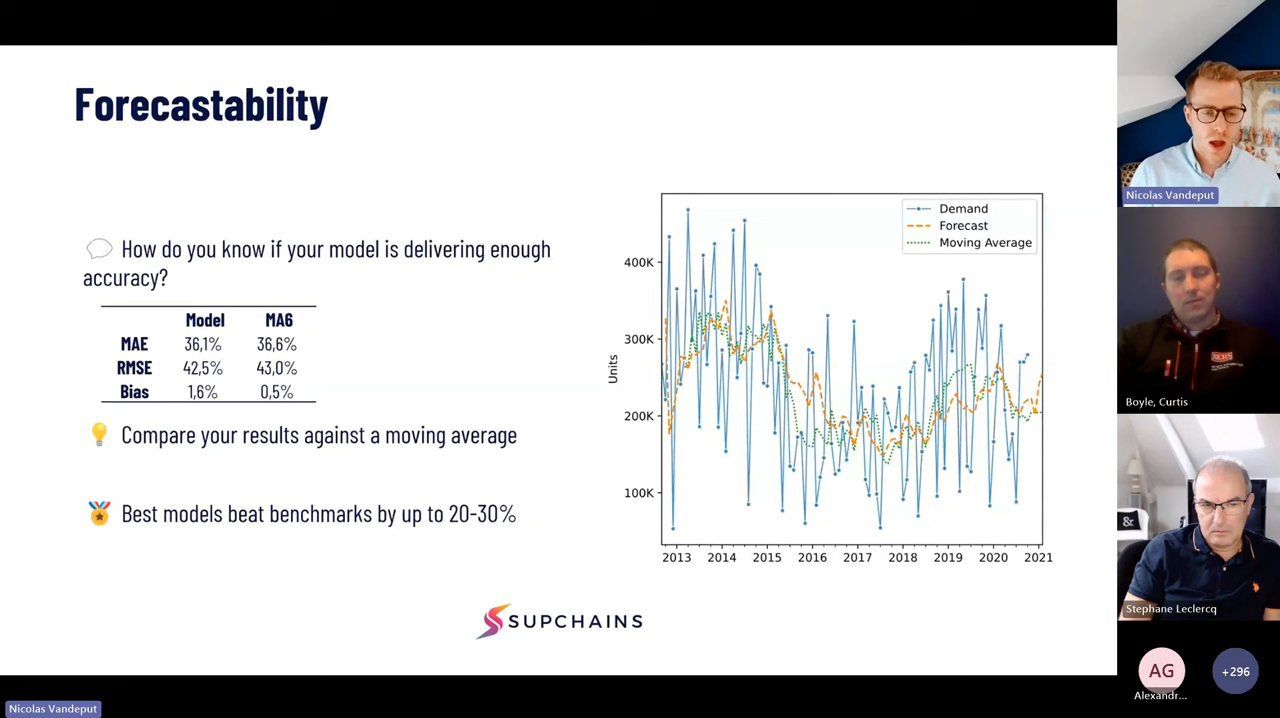 Forecastability
How do you know if your model is delivering enough
accuracy?
Model MA6
MAE 36,1% 36,6%
RMSE 42,5% 43,0%
Bias 1,6% 0,5%
Compare your results against a moving average
Best models beat benchmarks by up to 20-30%
Demand
Forecast
Moving Average
Units
400K
300K
200K
100K
2013 2014 2015 2016 2017 2018 2019 2020 2021
SUPCHAINS
Nicolas Vandeput
RICH'S
Boyle, Curtis
&
Stephane Leclercq
AG
Alexandr...
+296
Nicolas Vandeput